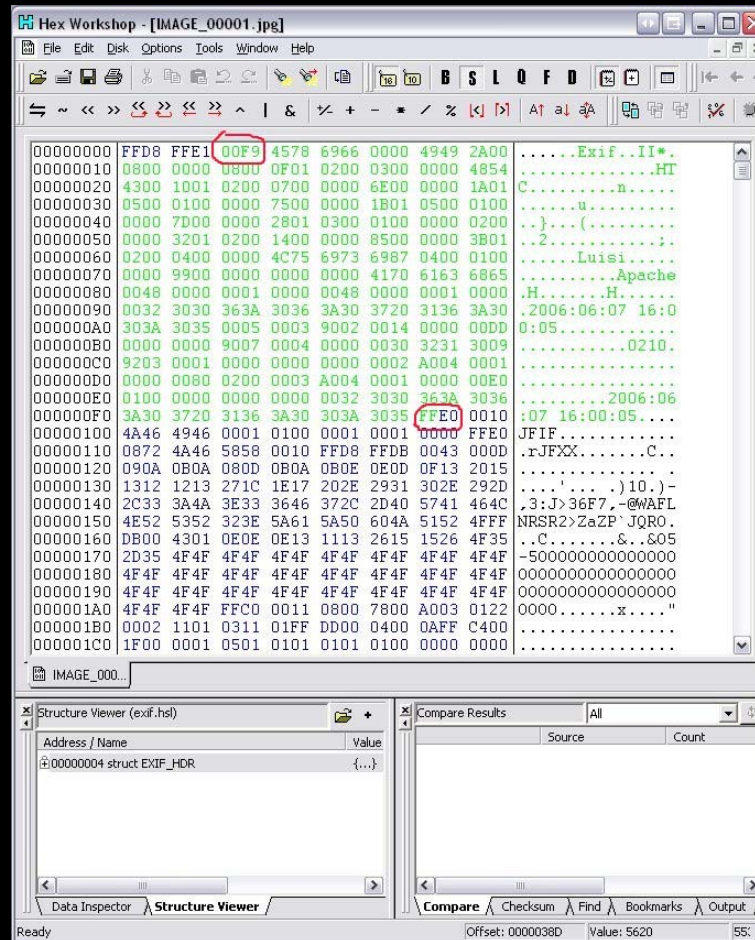 Hex Workshop - [IMAGE_00001.jpg]
File Edit Disk Options Tools Window Help
B S L Q F D
00000000 FFD8 FFE1 00F9 4578 6966 0000 4949 2A00 ......Exif..II*.
00000010 0800 0000 0800 0F01 0200 0300 0000 4854 ..............HT
00000020 4300 1001 0200 0700 0000 6E00 0000 1A01 C.........n.....
00000030 0500 0100 0000 7500 0000 1B01 0500 0100 ......u.........
00000040 0000 7D00 0000 2801 0300 0100 0000 0200 ..}...(.........
00000050 0000 3201 0200 1400 0000 8500 0000 3B01 ..2...........;.
00000060 0200 0400 0000 4C75 6973 6987 0400 0100 ......Luisi.....
00000070 0000 9900 0000 0000 0000 4170 6163 6865 ..........Apache
00000080 0048 0000 0001 0000 0048 0000 0001 0000 .H.......H......
00000090 0032 3030 363A 3036 3A30 3720 3136 3A30 .2006:06:07 16:0
000000A0 303A 3035 0005 0003 9002 0014 0000 00DD 0:05............
000000B0 0000 0000 9007 0004 0000 0030 3231 3009 ...........0210.
000000C0 9203 0001 0000 0000 0000 0002 A004 0001 ................
000000D0 0000 0080 0200 0003 A004 0001 0000 00E0 ................
000000E0 0100 0000 0000 0032 3030 363A 3036 .........2006:06
000000F0 3A30 3720 3136 3A30 303A 3035 FFE0 0010 :07 16:00:05....
00000100 4A46 4946 0001 0100 0001 0001 0000 FFE0 JFIF............
00000110 0872 4A46 5858 0010 FFD8 FFDB 0043 000D .rJFXX.......C..
00000120 090A 0B0A 080D 0B0A 0B0E 0E0D 0F13 2015 .............. .
00000130 1312 1213 271C 1E17 202E 2931 302E 292D ....'... .)10.)-
00000140 2C33 3A4A 3E33 3646 372C 2D40 5741 464C ,3:J>36F7,-@WAFL
00000150 4E52 5352 323E 5A61 5A50 604A 5152 4FFF NRSR2>ZaZP`JQRO.
00000160 DB00 4301 0E0E 0E13 1113 2615 1526 4F35 ..C.......&..&O5
00000170 2D35 4F4F 4F4F 4F4F 4F4F 4F4F 4F4F 4F4F -5OOOOOOOOOOOOOO
00000180 4F4F 4F4F 4F4F 4F4F 4F4F 4F4F 4F4F 4F4F OOOOOOOOOOOOOOOO
00000190 4F4F 4F4F 4F4F 4F4F 4F4F 4F4F 4F4F 4F4F OOOOOOOOOOOOOOOO
000001A0 4F4F 4F4F FFC0 0011 0800 7800 A003 0122 OOOO......x...."
000001B0 0002 1101 0311 01FF DD00 0400 0AFF C400 ................
000001C0 1F00 0001 0501 0101 0101 0100 0000 0000 ................
IMAGE_000...
Structure Viewer (exif.hsl)
Address / Name Value
00000004 struct EXIF_HDR {...}
Data Inspector Structure Viewer
Compare Results All
Source Count
Compare Checksum Find Bookmarks Output
Ready Offset: 0000038D Value: 5620